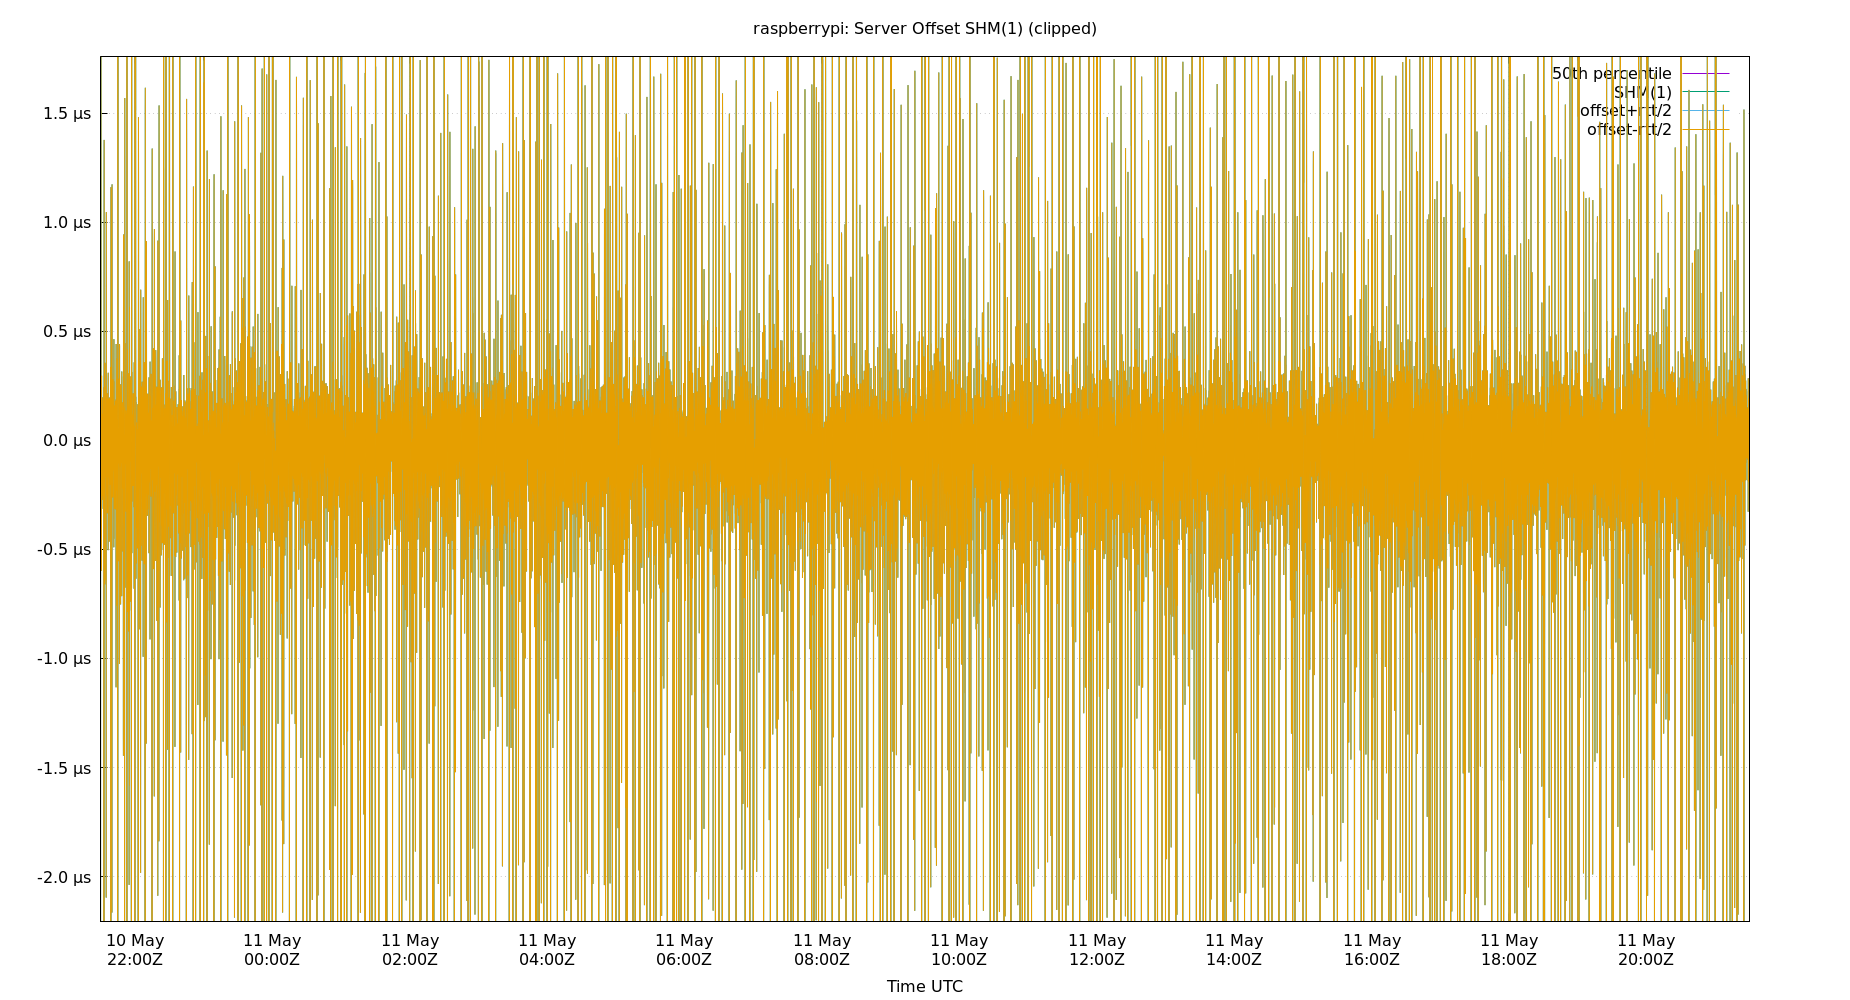 raspberrypi: Server Offset SHM(1) (clipped)
50th percentile
SHM(1)
offset+rtt/2
offset-rtt/2
1.5 µs
1.0 µs
0.5 µs
0.0 µs
-0.5 µs
-1.0 µs
-1.5 µs
-2.0 µs
10 May 11 May 11 May 11 May 11 May 11 May 11 May 11 May 11 May 11 May 11 May 11 May
22:00Z 00:00Z 02:00Z 04:00Z 06:00Z 08:00Z 10:00Z 12:00Z 14:00Z 16:00Z 18:00Z 20:00Z
Time UTC